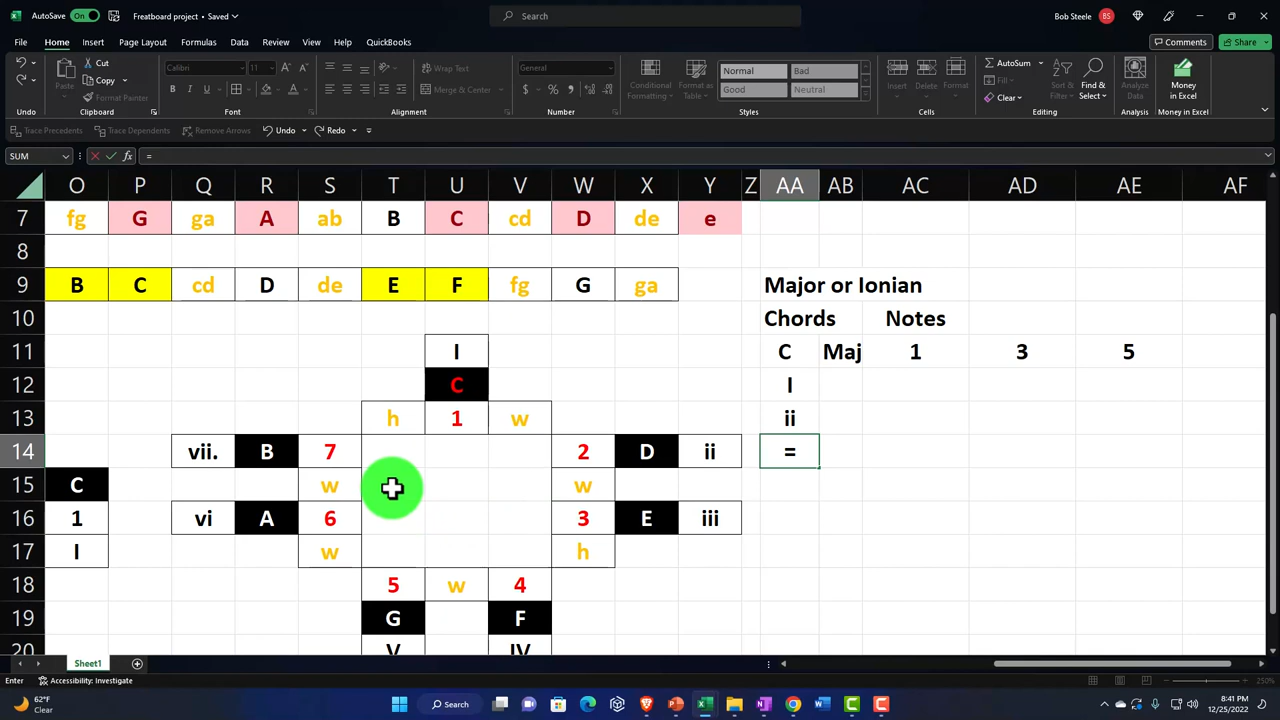 AutoSave On Freatboard project • Saved Search Bob Steele BS
File Home Insert Page Layout Formulas Data Review View Help QuickBooks Comments Share
Cut Calibri 11 Wrap Text General Normal Bad AutoSum
Paste Copy Conditional Formatting Format as Table Insert Delete Format Fill Sort & Filter Find & Select Analyze Data Money in Excel
Format Painter B I U Merge & Center $ % Good Neutral Clear
Undo Clipboard Font Alignment Number Styles Cells Editing Analysis Money in Excel
Trace Precedents Trace Dependents Remove Arrows Undo Redo
SUM fx =
O P Q R S T U V W X Y Z AA AB AC AD AE AF
7 fg G ga A ab B C cd D de e
8
9 B C cd D de E F fg G ga Major or Ionian
10 Chords Notes
11 I C Maj 1 3 5
12 C I
13 h 1 w ii
14 vii. B 7 2 D ii =
15 C w w
16 1 vi A 6 3 E iii
17 I w h
18 5 w 4
19 G F
20 V IV
Sheet1
Enter Accessibility: Investigate 250%
62°F
Clear
Search
8:41 PM
12/25/2022